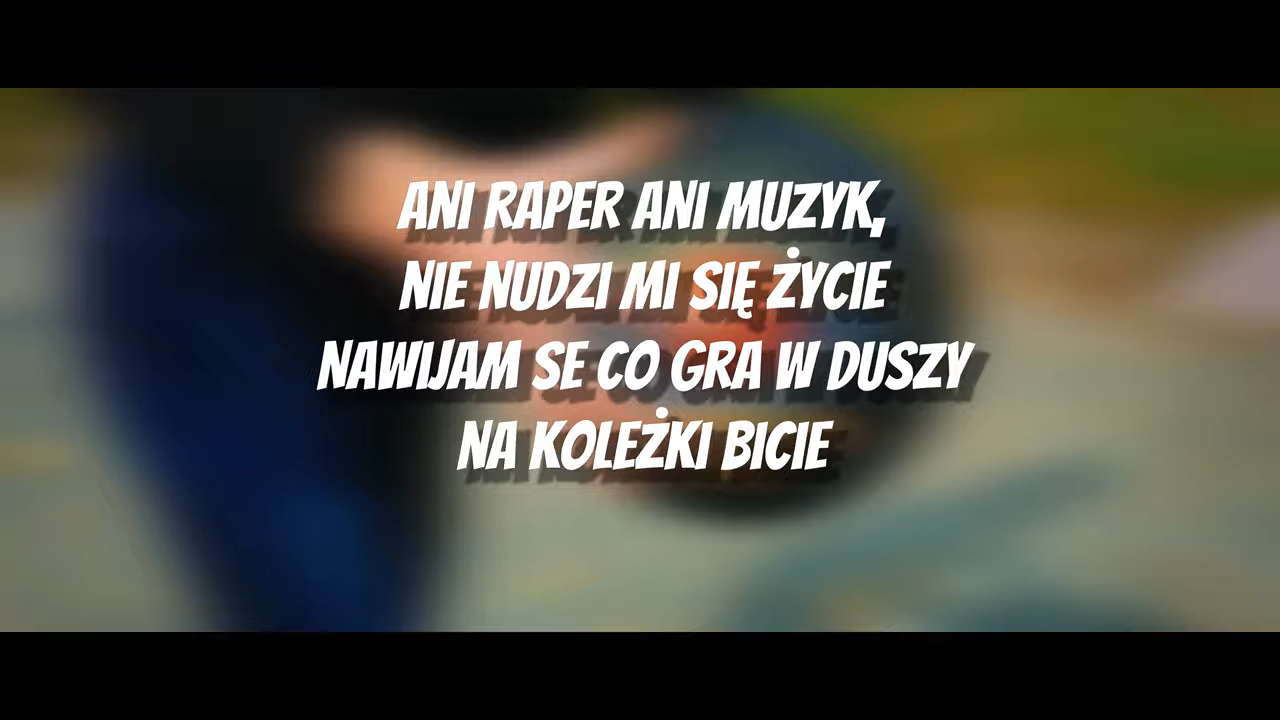 ANI RAPER ANI MUZYK,
NIE NUDZI MI SIĘ ŻYCIE
NAWIJAM SE CO GRA W DUSZY
NA KOLEŻKI BICIE